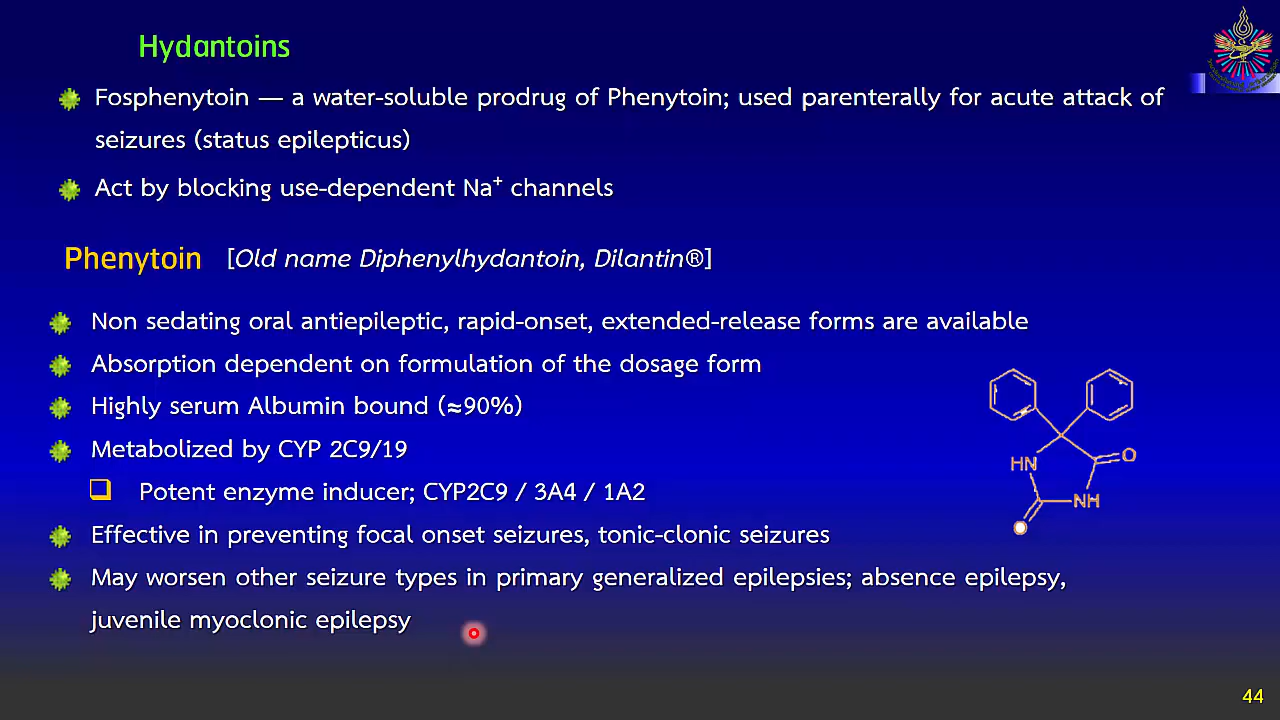 Hydantoins
Fosphenytoin — a water-soluble prodrug of Phenytoin; used parenterally for acute attack of
seizures (status epilepticus)
Act by blocking use-dependent Na⁺ channels
Phenytoin [Old name Diphenylhydantoin, Dilantin®]
Non sedating oral antiepileptic, rapid-onset, extended-release forms are available
Absorption dependent on formulation of the dosage form
Highly serum Albumin bound (≈90%)
Metabolized by CYP 2C9/19
Potent enzyme inducer; CYP2C9 / 3A4 / 1A2
Effective in preventing focal onset seizures, tonic-clonic seizures
May worsen other seizure types in primary generalized epilepsies; absence epilepsy,
juvenile myoclonic epilepsy
HN
O
NH
O
44